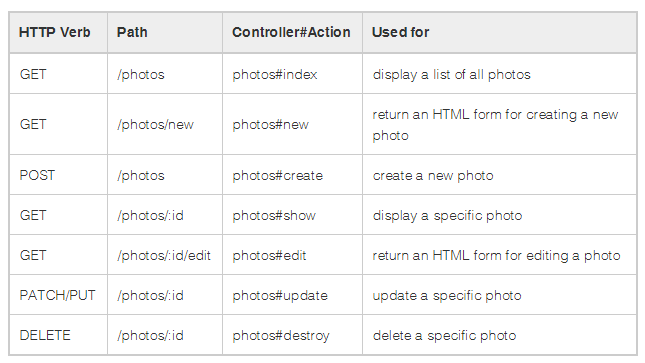 HTTP Verb Path Controller#Action Used for
GET /photos photos#index display a list of all photos
GET /photos/new photos#new return an HTML form for creating a new
photo
POST /photos photos#create create a new photo
GET /photos/:id photos#show display a specific photo
GET /photos/:id/edit photos#edit return an HTML form for editing a photo
PATCH/PUT /photos/:id photos#update update a specific photo
DELETE /photos/:id photos#destroy delete a specific photo